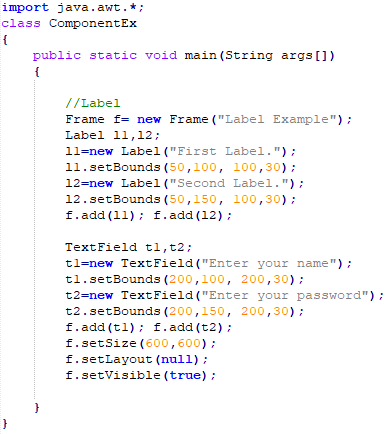 import java.awt.*;
class ComponentEx
{
    public static void main(String args[])
    {

        //Label
        Frame f= new Frame("Label Example");
        Label l1,l2;
        l1=new Label("First Label.");
        l1.setBounds(50,100, 100,30);
        l2=new Label("Second Label.");
        l2.setBounds(50,150, 100,30);
        f.add(l1); f.add(l2);

        TextField t1,t2;
        t1=new TextField("Enter your name");
        t1.setBounds(200,100, 200,30);
        t2=new TextField("Enter your password");
        t2.setBounds(200,150, 200,30);
        f.add(t1); f.add(t2);
        f.setSize(600,600);
        f.setLayout(null);
        f.setVisible(true);

    }
}